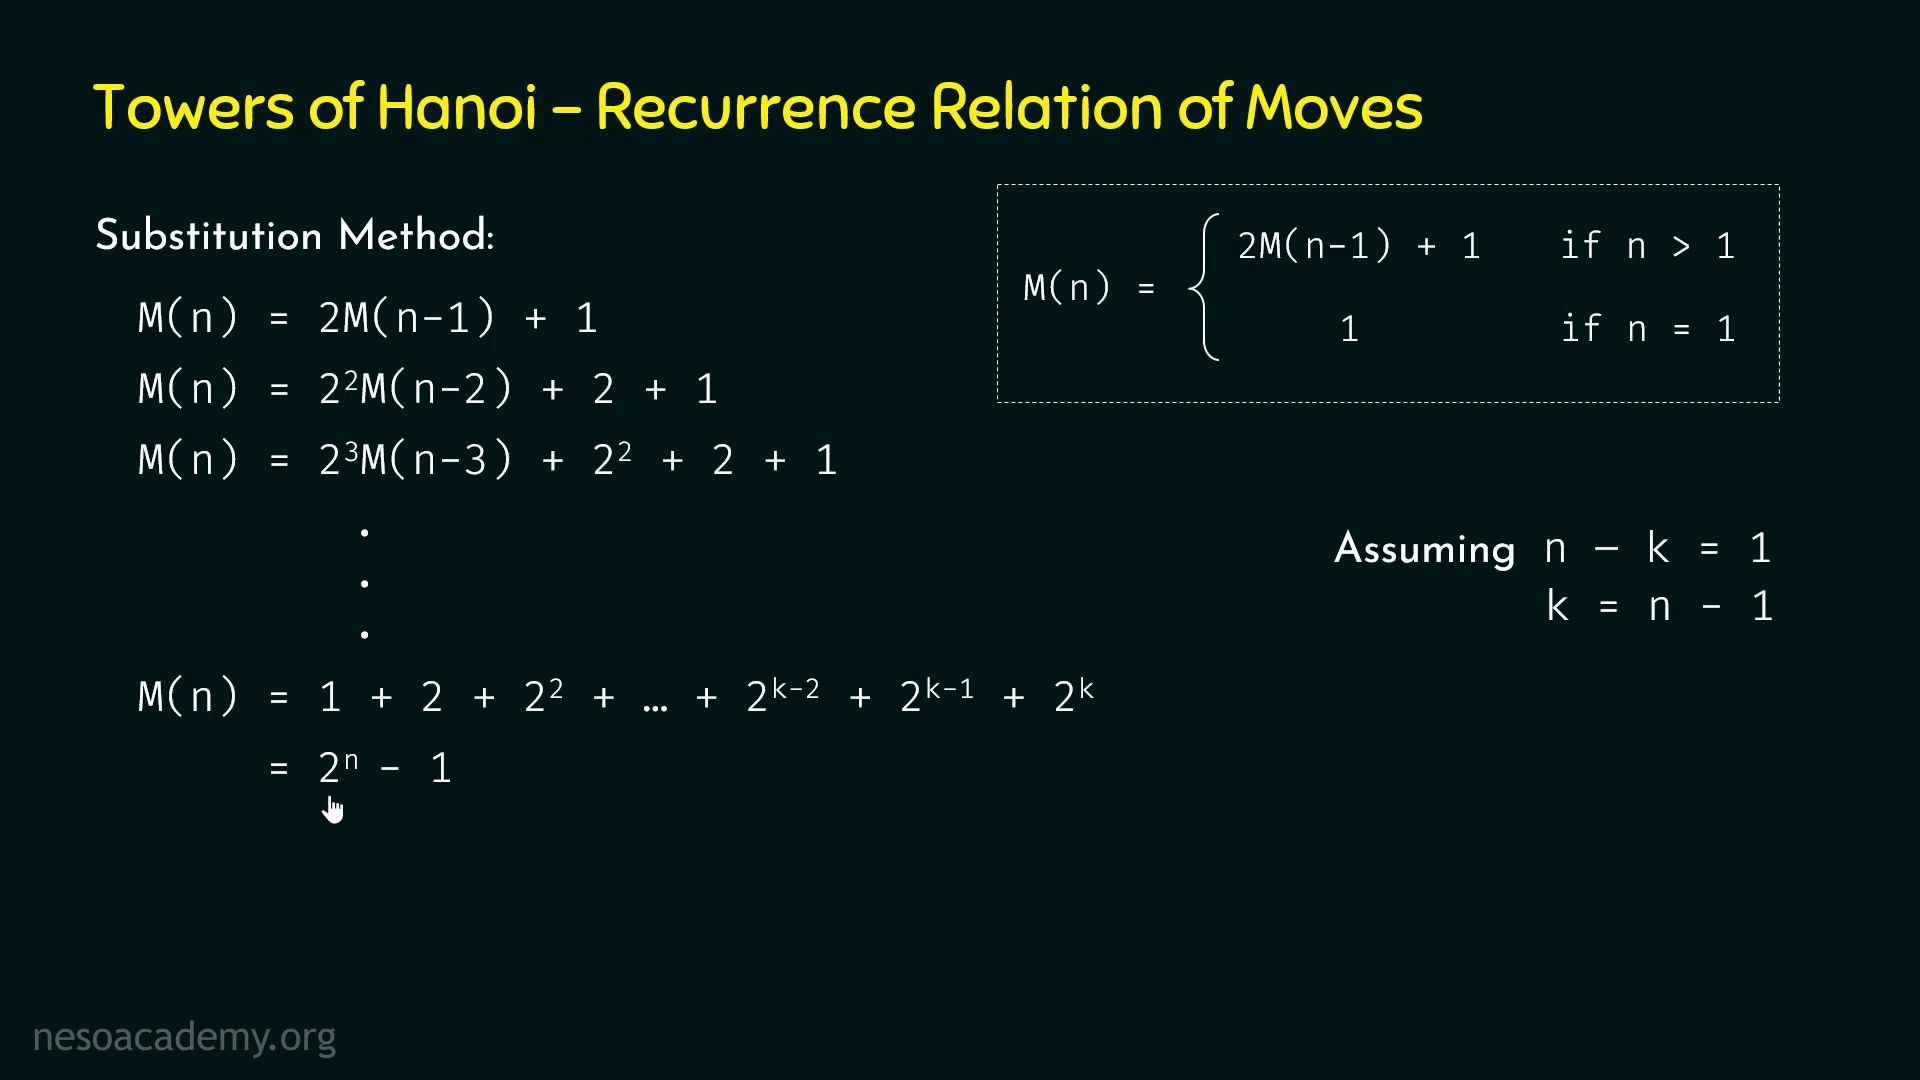 Towers of Hanoi – Recurrence Relation of Moves
Substitution Method:
M(n) = 2M(n-1) + 1
M(n) = 2²M(n-2) + 2 + 1
M(n) = 2³M(n-3) + 2² + 2 + 1
.
.
.
M(n) = 1 + 2 + 2² + … + 2ᵏ⁻² + 2ᵏ⁻¹ + 2ᵏ
= 2ⁿ - 1
M(n) =
2M(n-1) + 1 if n > 1
1 if n = 1
Assuming n – k = 1
k = n - 1
nesoacademy.org